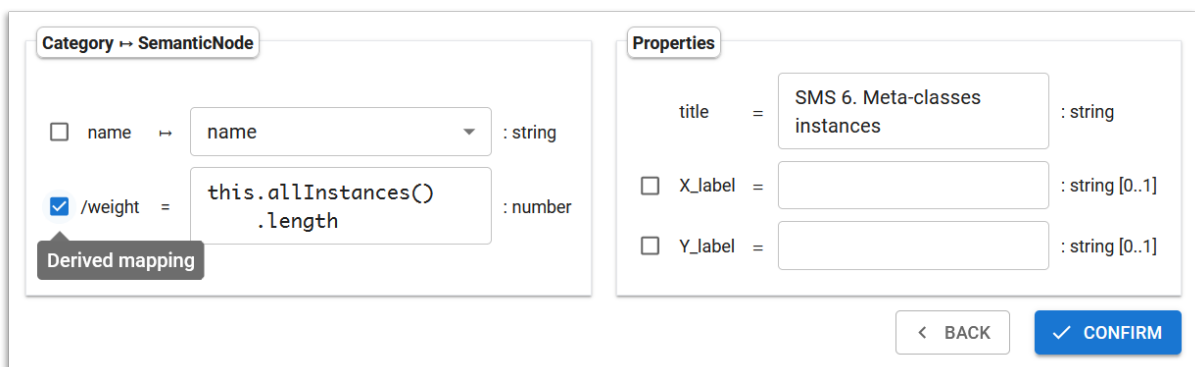 Category ↦ SemanticNode
name ↦ name : string
/weight = this.allInstances()
.length : number
Derived mapping
Properties
title = SMS 6. Meta-classes
instances : string
X_label = : string [0..1]
Y_label = : string [0..1]
BACK
CONFIRM